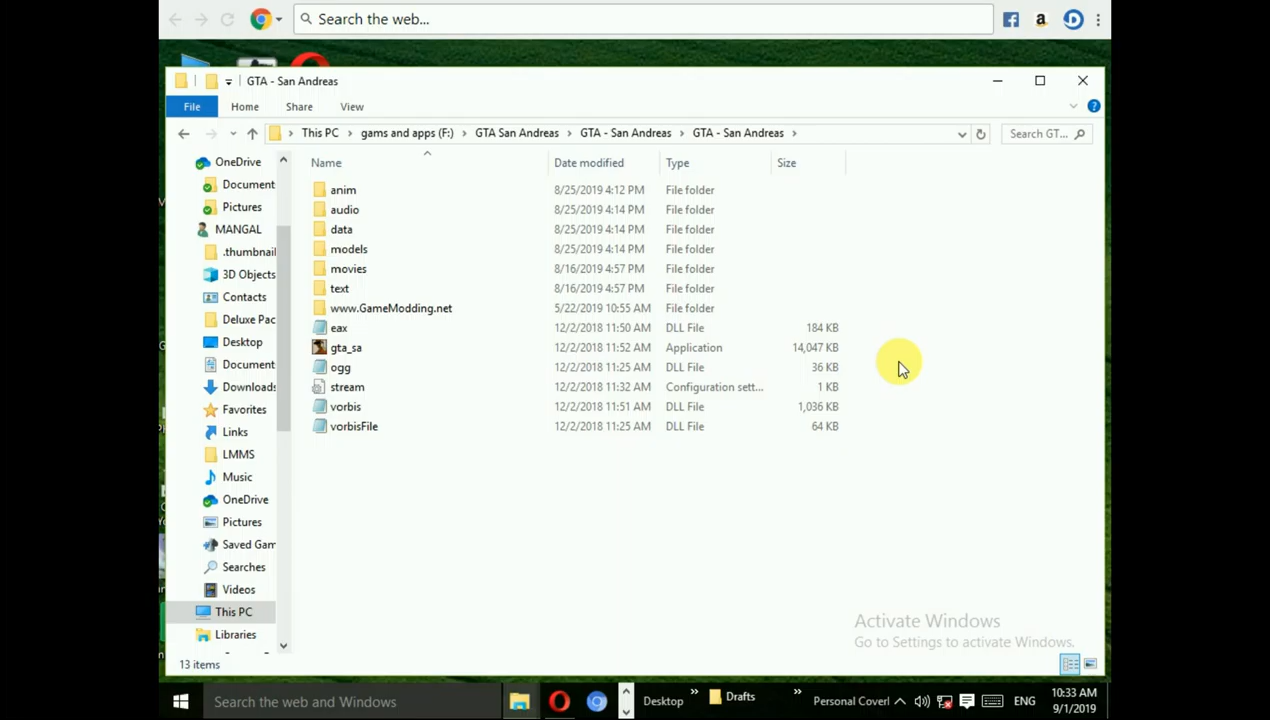 Search the web...
GTA - San Andreas
File Home Share View
This PC gams and apps (F:) GTA San Andreas GTA - San Andreas GTA - San Andreas Search GT...
Name Date modified Type Size
OneDrive
Document
Pictures
MANGAL
.thumbnail
3D Objects
Contacts
Deluxe Pac
Desktop
Document
Downloads
Favorites
Links
LMMS
Music
OneDrive
Pictures
Saved Gam
Searches
Videos
This PC
Libraries
anim 8/25/2019 4:12 PM File folder
audio 8/25/2019 4:14 PM File folder
data 8/25/2019 4:14 PM File folder
models 8/25/2019 4:14 PM File folder
movies 8/16/2019 4:57 PM File folder
text 8/16/2019 4:57 PM File folder
www.GameModding.net 5/22/2019 10:55 AM File folder
eax 12/2/2018 11:50 AM DLL File 184 KB
gta_sa 12/2/2018 11:52 AM Application 14,047 KB
ogg 12/2/2018 11:25 AM DLL File 36 KB
stream 12/2/2018 11:32 AM Configuration sett... 1 KB
vorbis 12/2/2018 11:51 AM DLL File 1,036 KB
vorbisFile 12/2/2018 11:25 AM DLL File 64 KB
Activate Windows
Go to Settings to activate Windows.
13 items
Search the web and Windows
Desktop » Drafts » Personal Coverl ENG
10:33 AM
9/1/2019